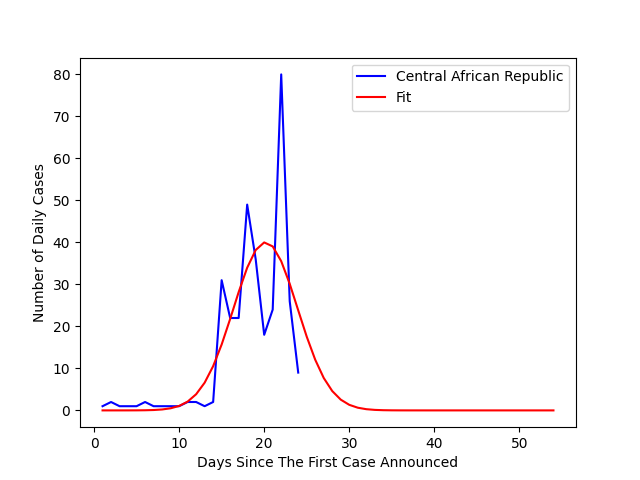 Central African Republic
Fit
Number of Daily Cases
80
70
60
50
40
30
20
10
0
0 10 20 30 40 50
Days Since The First Case Announced